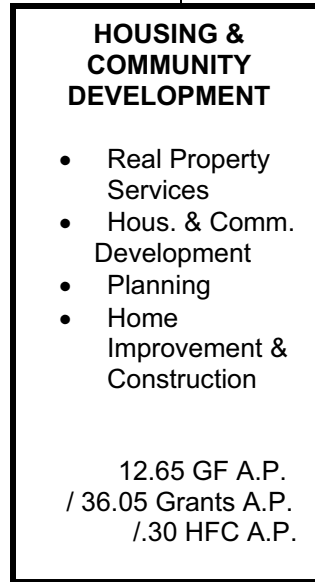 HOUSING &
COMMUNITY
DEVELOPMENT
• Real Property
Services
• Hous. & Comm.
Development
• Planning
• Home
Improvement &
Construction
12.65 GF A.P.
/ 36.05 Grants A.P.
/.30 HFC A.P.